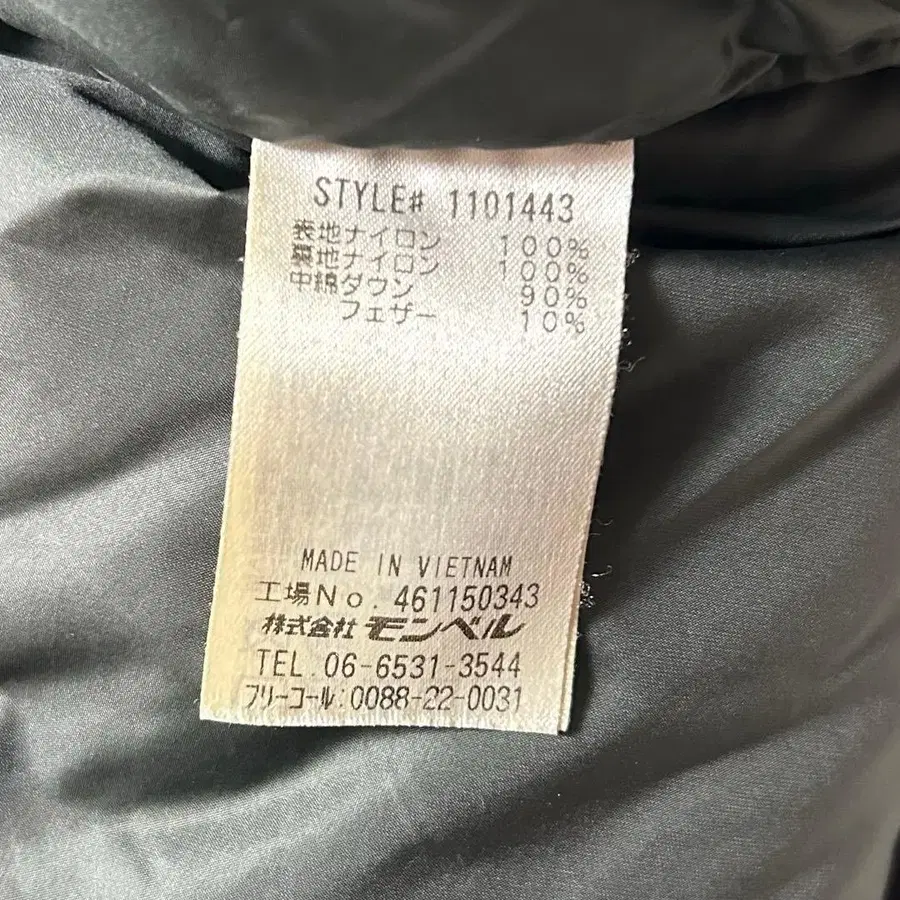 STYLE# 1101443
表地ナイロン 100%
裏地ナイロン 100%
中綿ダウン 90%
フェザー 10%
MADE IN VIETNAM
工場No. 461150343
株式会社モンベル
TEL.06-6531-3544
フリーコール:0088-22-0031